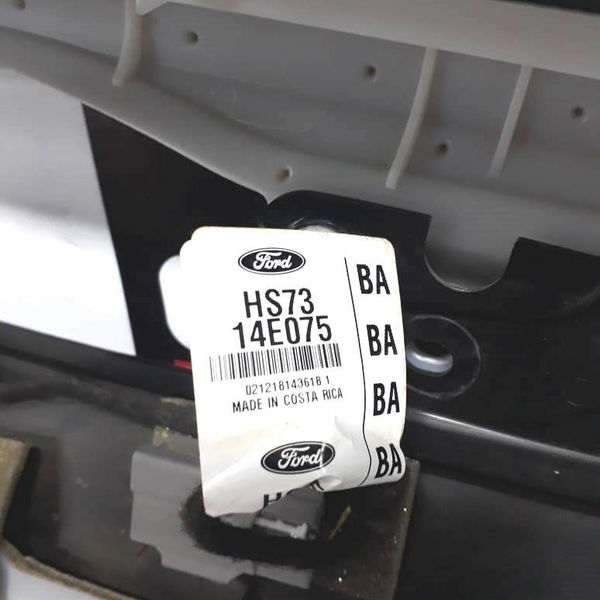 Ford
HS73
14E075
021218143618 1
MADE IN COSTA RICA
BA
BA
BA
BA
Ford